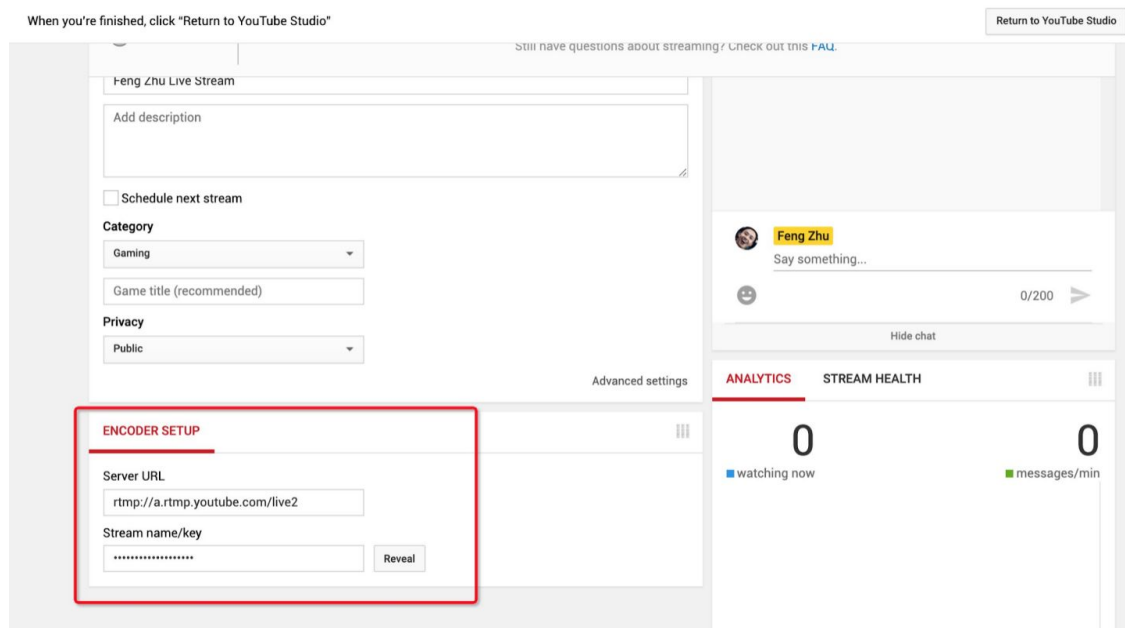 When you're finished, click “Return to YouTube Studio”
Return to YouTube Studio
Still have questions about streaming? Check out this FAQ.
Feng Zhu Live Stream
Add description
Schedule next stream
Category
Gaming
Game title (recommended)
Privacy
Public
Advanced settings
ENCODER SETUP
Server URL
rtmp://a.rtmp.youtube.com/live2
Stream name/key
•••••••••••••••••••
Reveal
Feng Zhu
Say something...
0/200
Hide chat
ANALYTICS STREAM HEALTH
0 0
watching now messages/min